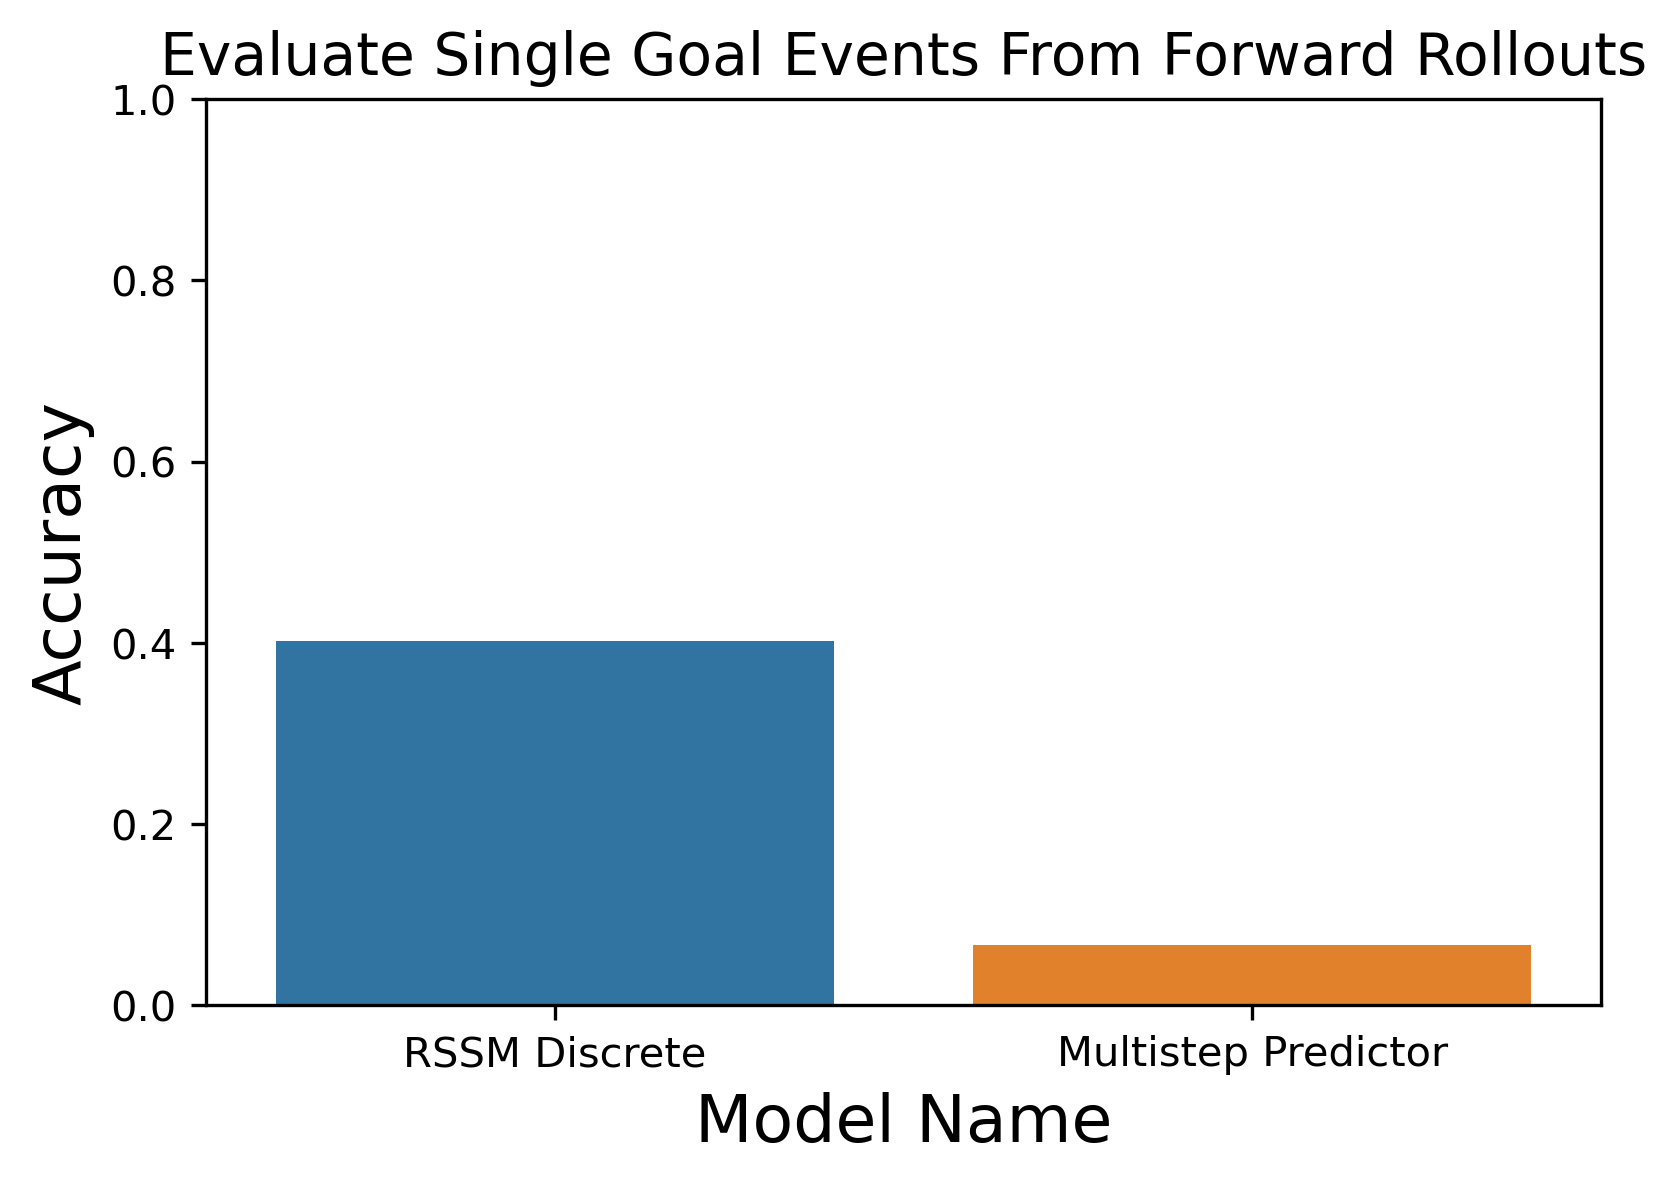 Evaluate Single Goal Events From Forward Rollouts
1.0
0.8
0.6
0.4
0.2
0.0
Accuracy
RSSM Discrete
Multistep Predictor
Model Name